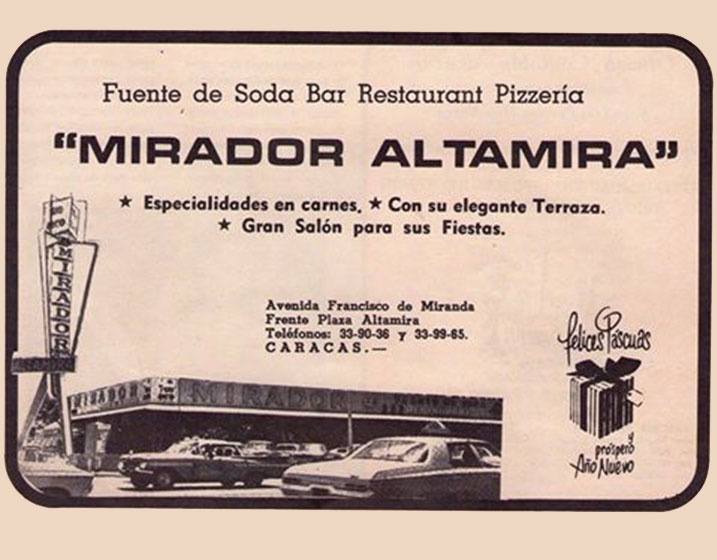 Fuente de Soda Bar Restaurant Pizzería
"MIRADOR ALTAMIRA"
★ Especialidades en carnes, ★ Con su elegante Terraza.
★ Gran Salón para sus Fiestas.
MIRADOR
ALTAMIRA
Avenida Francisco de Miranda
Frente Plaza Altamira
Teléfonos: 33-90-36 y 33-99-65.
CARACAS.—
MIRADOR MIRADOR
felices Pascuas
y
próspero
Año Nuevo